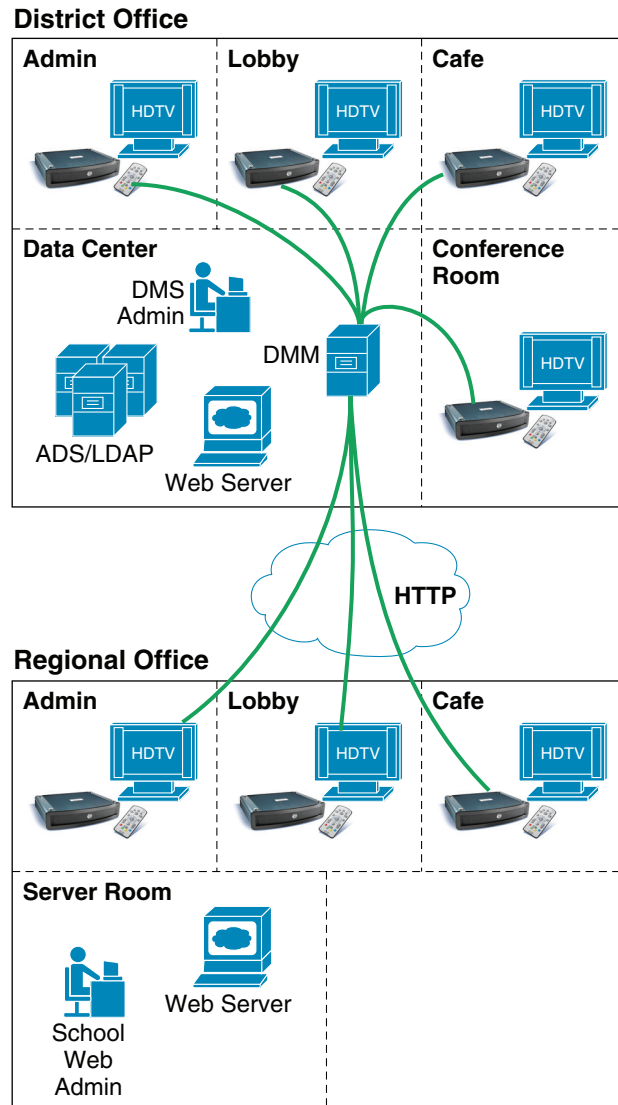 District Office
Admin
Lobby
Cafe
HDTV
HDTV
HDTV
Data Center
Conference
Room
DMS
Admin
DMM
HDTV
ADS/LDAP
Web Server
HTTP
Regional Office
Admin
Lobby
Cafe
HDTV
HDTV
HDTV
Server Room
Web Server
School
Web
Admin